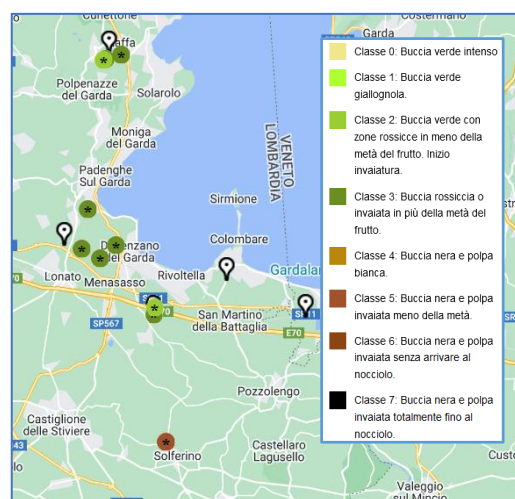 Cunettone
Costermano
Raffa
Polpenazze
del Garda
Solarolo
Moniga
del Garda
Padenghe
Sul Garda
VENETO
LOMBARDIA
Sirmione
Colombare
Gardala
Lonato
del Garda
Rivoltella
Menasasso
E70
SP567
San Martino
della Battaglia
SR11
E70
Pozzolengo
Castiglione
delle Stiviere
Solferino
Castellaro
Lagusello
Valeggio
sul Mincio
Classe 0: Buccia verde intenso
Classe 1: Buccia verde
giallognola.
Classe 2: Buccia verde con
zone rossicce in meno della
metà del frutto. Inizio
invaiatura.
Classe 3: Buccia rossiccia o
invaiata in più della metà del
frutto.
Classe 4: Buccia nera e polpa
bianca.
Classe 5: Buccia nera e polpa
invaiata meno della metà.
Classe 6: Buccia nera e polpa
invaiata senza arrivare al
nocciolo.
Classe 7: Buccia nera e polpa
invaiata totalmente fino al
nocciolo.